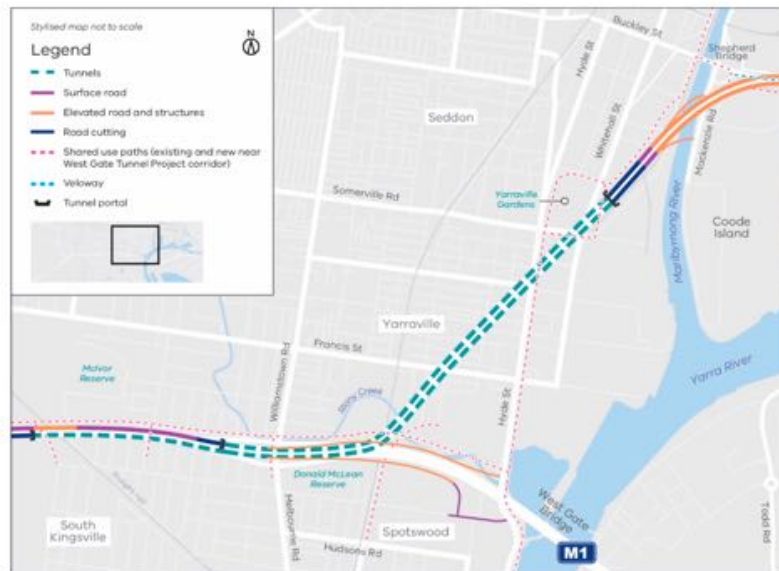 Stylised map not to scale
Legend
N
Tunnels
Surface road
Elevated road and structures
Road cutting
Shared use paths (existing and new near
West Gate Tunnel Project corridor)
Veloway
Tunnel portal
Buckley St
Shepherd
Bridge
Hyde St
Whitehall St
Mackenzie Rd
Seddon
Somerville Rd
Yarraville
Gardens
Maribyrnong River
Coode
Island
Yarraville
Francis St
Williamstown Rd
McIvor
Reserve
Stony Creek
Hyde St
Yarra River
Donald McLean
Reserve
West Gate
Bridge
South
Kingsville
Melbourne Rd
Spotswood
Hudsons Rd
M1
Todd Rd